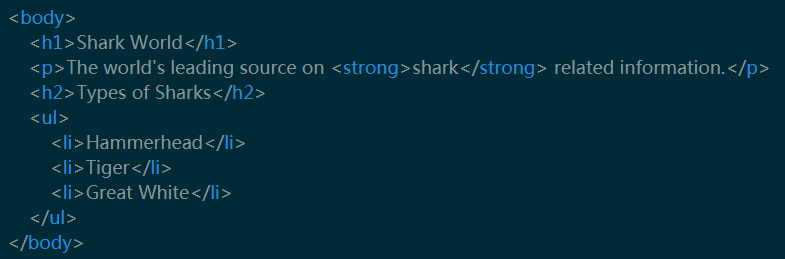 <body>
<h1>Shark World</h1>
<p>The world's leading source on <strong>shark</strong> related information.</p>
<h2>Types of Sharks</h2>
<ul>
<li>Hammerhead</li>
<li>Tiger</li>
<li>Great White</li>
</ul>
</body>